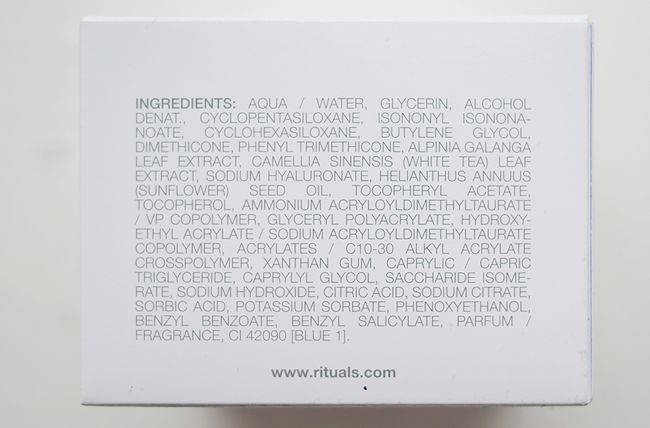 INGREDIENTS: AQUA / WATER, GLYCERIN, ALCOHOL
DENAT., CYCLOPENTASILOXANE, ISONONYL ISONONA-
NOATE, CYCLOHEXASILOXANE, BUTYLENE GLYCOL,
DIMETHICONE, PHENYL TRIMETHICONE, ALPINIA GALANGA
LEAF EXTRACT, CAMELLIA SINENSIS (WHITE TEA) LEAF
EXTRACT, SODIUM HYALURONATE, HELIANTHUS ANNUUS
(SUNFLOWER) SEED OIL, TOCOPHERYL ACETATE,
TOCOPHEROL, AMMONIUM ACRYLOYLDIMETHYLTAURATE
/ VP COPOLYMER, GLYCERYL POLYACRYLATE, HYDROXY-
ETHYL ACRYLATE / SODIUM ACRYLOYLDIMETHYLTAURATE
COPOLYMER, ACRYLATES / C10-30 ALKYL ACRYLATE
CROSSPOLYMER, XANTHAN GUM, CAPRYLIC / CAPRIC
TRIGLYCERIDE, CAPRYLYL GLYCOL, SACCHARIDE ISOME-
RATE, SODIUM HYDROXIDE, CITRIC ACID, SODIUM CITRATE,
SORBIC ACID, POTASSIUM SORBATE, PHENOXYETHANOL,
BENZYL BENZOATE, BENZYL SALICYLATE, PARFUM /
FRAGRANCE, CI 42090 [BLUE 1].
www.rituals.com